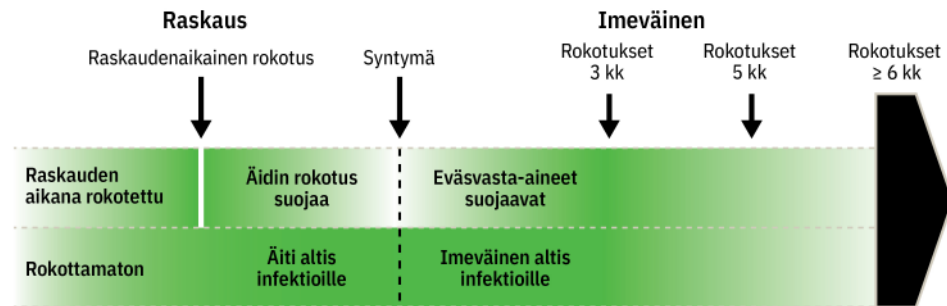 Raskaus
Imeväinen
Raskaudenaikainen rokotus
Syntymä
Rokotukset
3 kk
Rokotukset
5 kk
Rokotukset
≥ 6 kk
Raskauden
aikana rokotettu
Äidin rokotus
suojaa
Eväsvasta-aineet
suojaavat
Rokottamaton
Äiti altis
infektioille
Imeväinen altis
infektioille